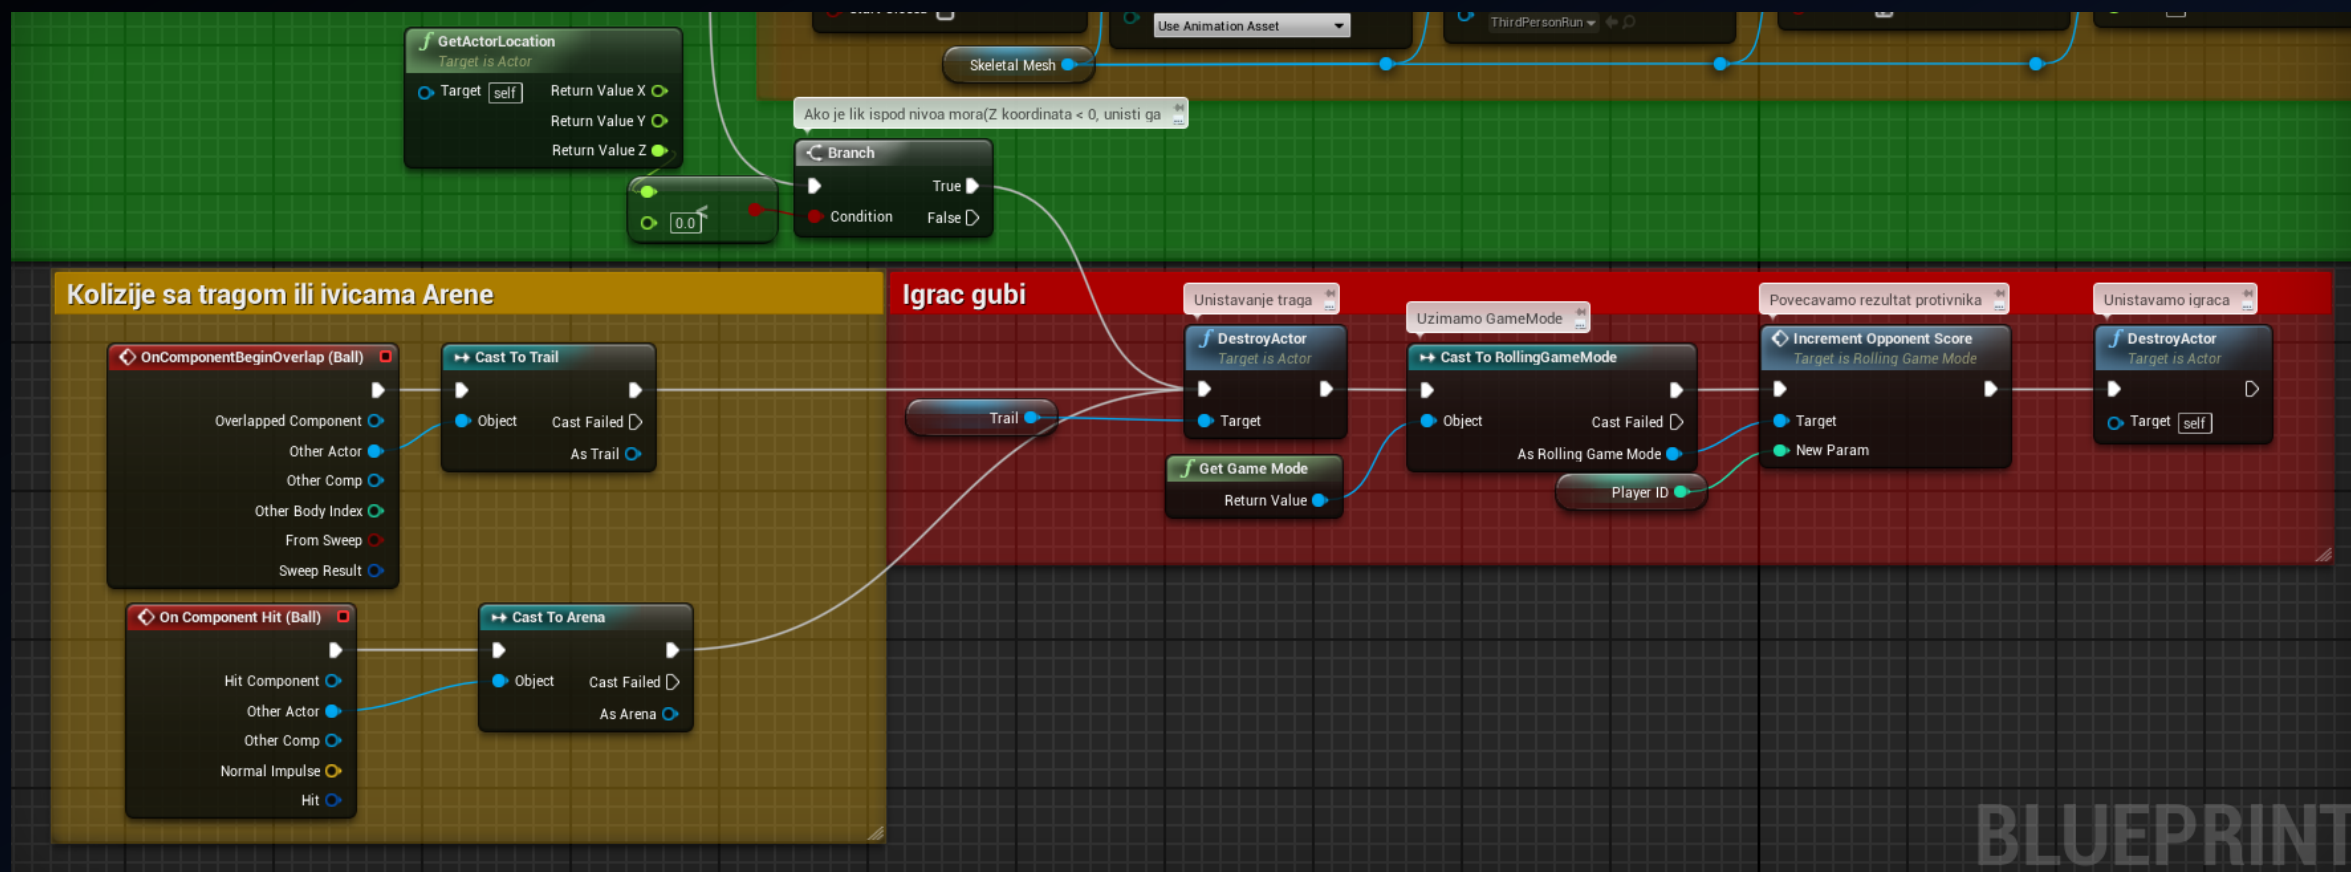 Use Animation Asset
ThirdPersonRun
Skeletal Mesh
GetActorLocation
Target is Actor
Target self
Return Value X
Return Value Y
Return Value Z
Ako je lik ispod nivoa mora(Z koordinata < 0, unisti ga
Branch
True
Condition
False
<
0.0
Kolizije sa tragom ili ivicama Arene
OnComponentBeginOverlap (Ball)
Overlapped Component
Other Actor
Other Comp
Other Body Index
From Sweep
Sweep Result
Cast To Trail
Object
Cast Failed
As Trail
On Component Hit (Ball)
Hit Component
Other Actor
Other Comp
Normal Impulse
Hit
Cast To Arena
Object
Cast Failed
As Arena
Igrac gubi
Unistavanje traga
DestroyActor
Target is Actor
Target
Trail
Get Game Mode
Return Value
Uzimamo GameMode
Cast To RollingGameMode
Object
Cast Failed
As Rolling Game Mode
Player ID
Povecavamo rezultat protivnika
Increment Opponent Score
Target is Rolling Game Mode
Target
New Param
Unistavamo igraca
DestroyActor
Target is Actor
Target self
BLUEPRINT